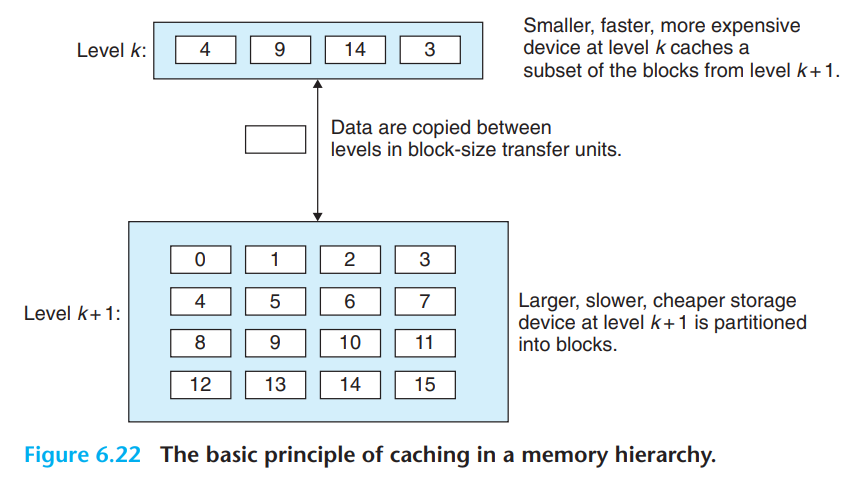 Level k:
4 9 14 3
Smaller, faster, more expensive
device at level k caches a
subset of the blocks from level k+1.
Data are copied between
levels in block-size transfer units.
Level k+1:
0 1 2 3
4 5 6 7
8 9 10 11
12 13 14 15
Larger, slower, cheaper storage
device at level k+1 is partitioned
into blocks.
Figure 6.22 The basic principle of caching in a memory hierarchy.